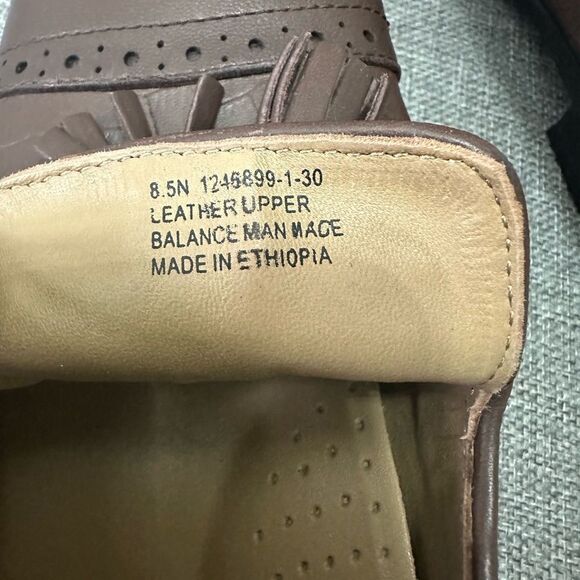 8.5N 1246899-1-30
LEATHER UPPER
BALANCE MAN MADE
MADE IN ETHIOPIA